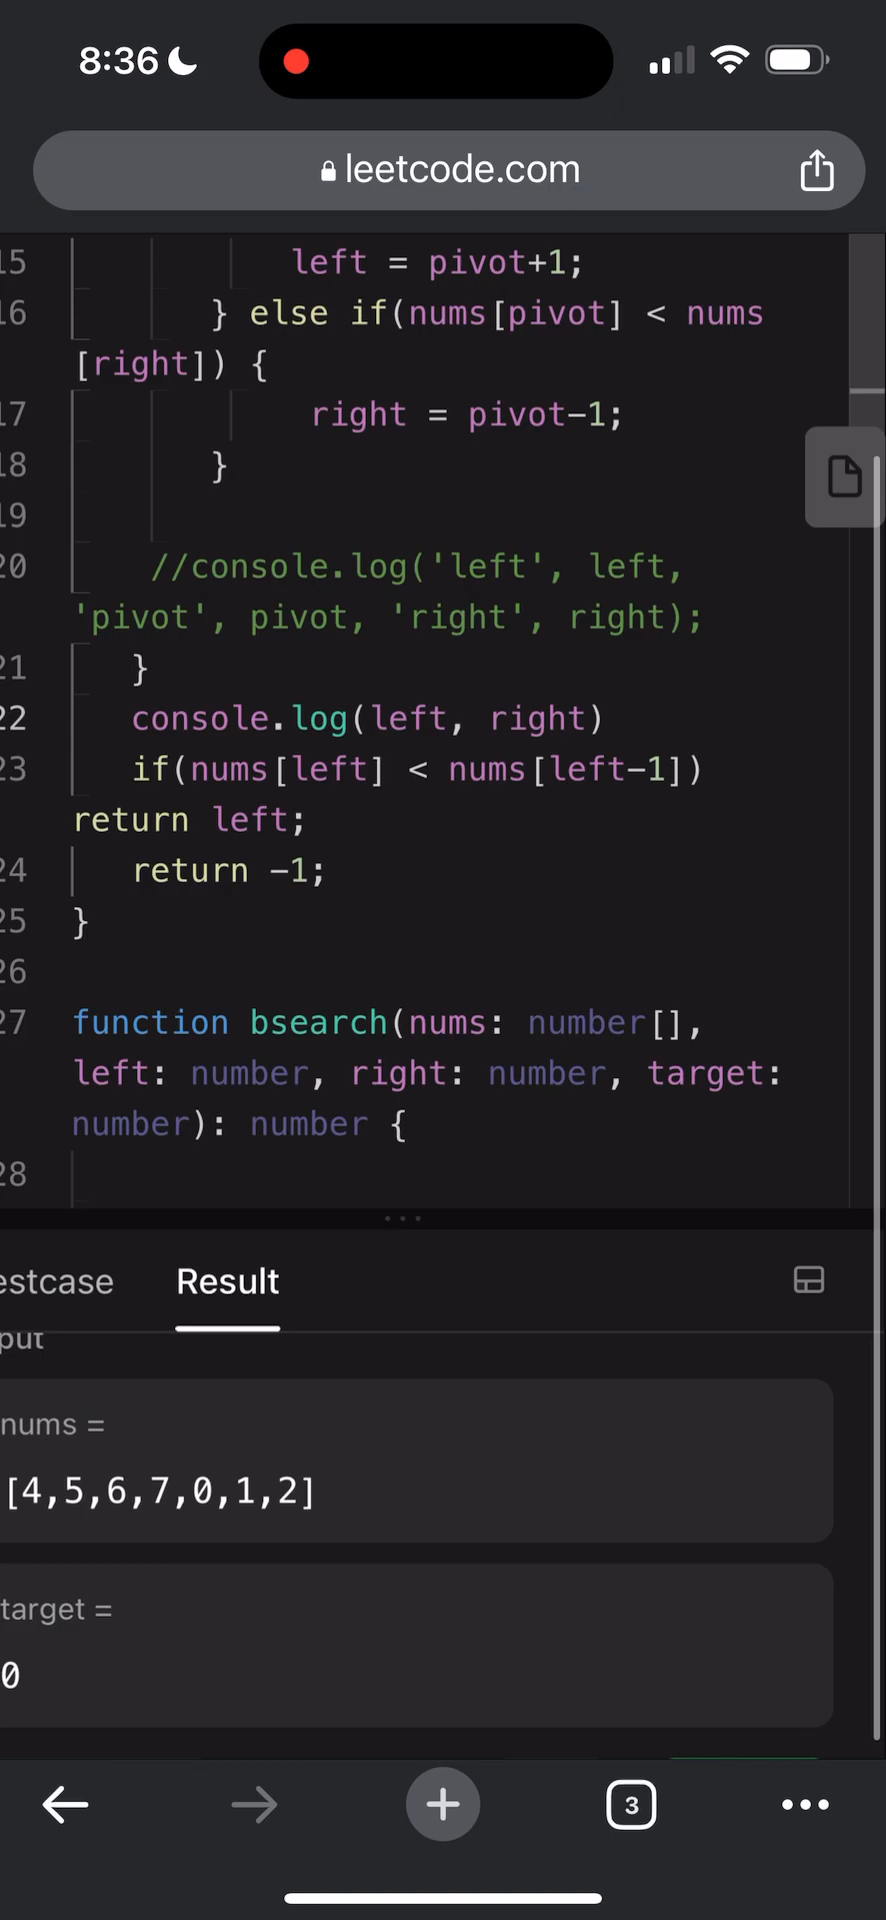 8:36
leetcode.com
15 left = pivot+1;
16 } else if(nums[pivot] < nums
[right]) {
17 right = pivot-1;
18 }
19
20 //console.log('left', left,
'pivot', pivot, 'right', right);
21 }
22 console.log(left, right)
23 if(nums[left] < nums[left-1])
return left;
24 return -1;
25 }
26
27 function bsearch(nums: number[],
left: number, right: number, target:
number): number {
28
estcase Result
put
nums =
[4,5,6,7,0,1,2]
target =
0
3